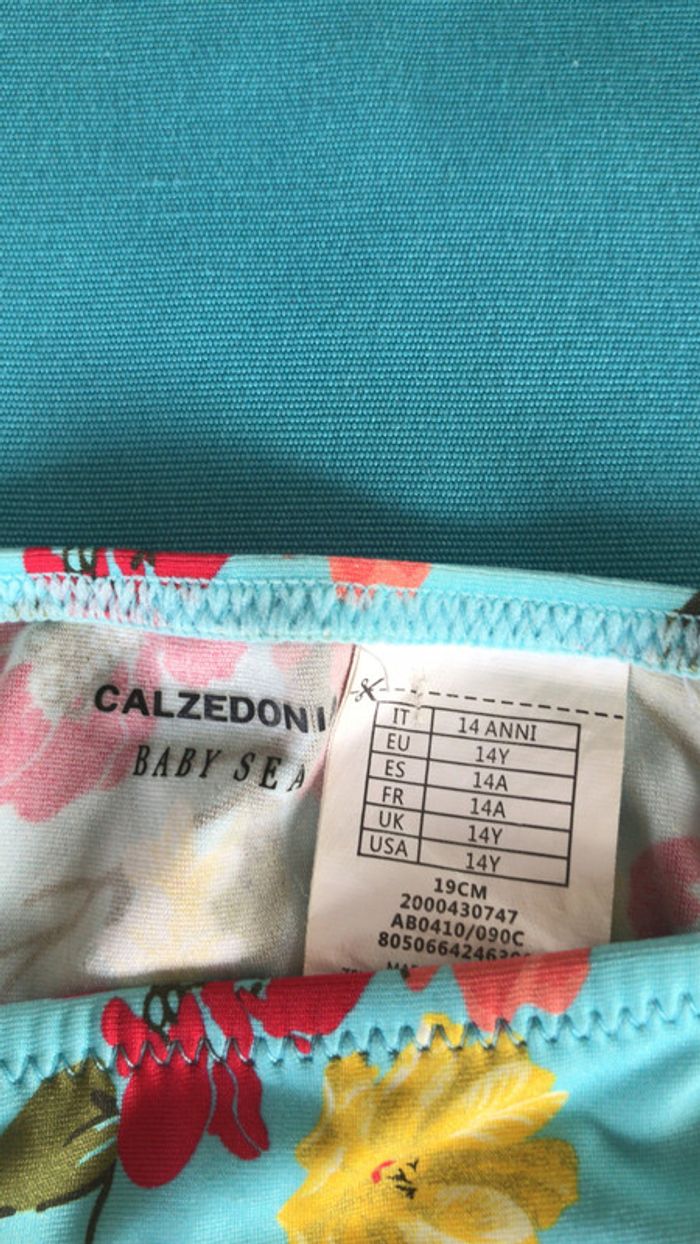 CALZEDONI
BABY SEA
IT 14 ANNI
EU 14Y
ES 14A
FR 14A
UK 14Y
USA 14Y
19CM
2000430747
AB0410/090C